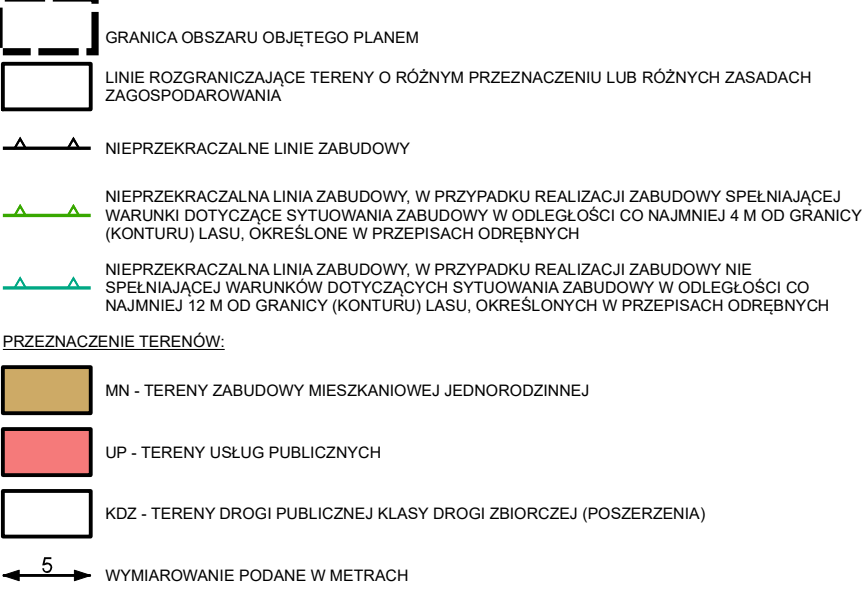 GRANICA OBSZARU OBJĘTEGO PLANEM
LINIE ROZGRANICZAJĄCE TERENY O RÓŻNYM PRZEZNACZENIU LUB RÓŻNYCH ZASADACH
ZAGOSPODAROWANIA
NIEPRZEKRACZALNE LINIE ZABUDOWY
NIEPRZEKRACZALNA LINIA ZABUDOWY, W PRZYPADKU REALIZACJI ZABUDOWY SPEŁNIAJĄCEJ
WARUNKI DOTYCZĄCE SYTUOWANIA ZABUDOWY W ODLEGŁOŚCI CO NAJMNIEJ 4 M OD GRANICY
(KONTURU) LASU, OKREŚLONE W PRZEPISACH ODRĘBNYCH
NIEPRZEKRACZALNA LINIA ZABUDOWY, W PRZYPADKU REALIZACJI ZABUDOWY NIE
SPEŁNIAJĄCEJ WARUNKÓW DOTYCZĄCYCH SYTUOWANIA ZABUDOWY W ODLEGŁOŚCI CO
NAJMNIEJ 12 M OD GRANICY (KONTURU) LASU, OKREŚLONYCH W PRZEPISACH ODRĘBNYCH
PRZEZNACZENIE TERENÓW:
MN - TERENY ZABUDOWY MIESZKANIOWEJ JEDNORODZINNEJ
UP - TERENY USŁUG PUBLICZNYCH
KDZ - TERENY DROGI PUBLICZNEJ KLASY DROGI ZBIORCZEJ (POSZERZENIA)
5 WYMIAROWANIE PODANE W METRACH